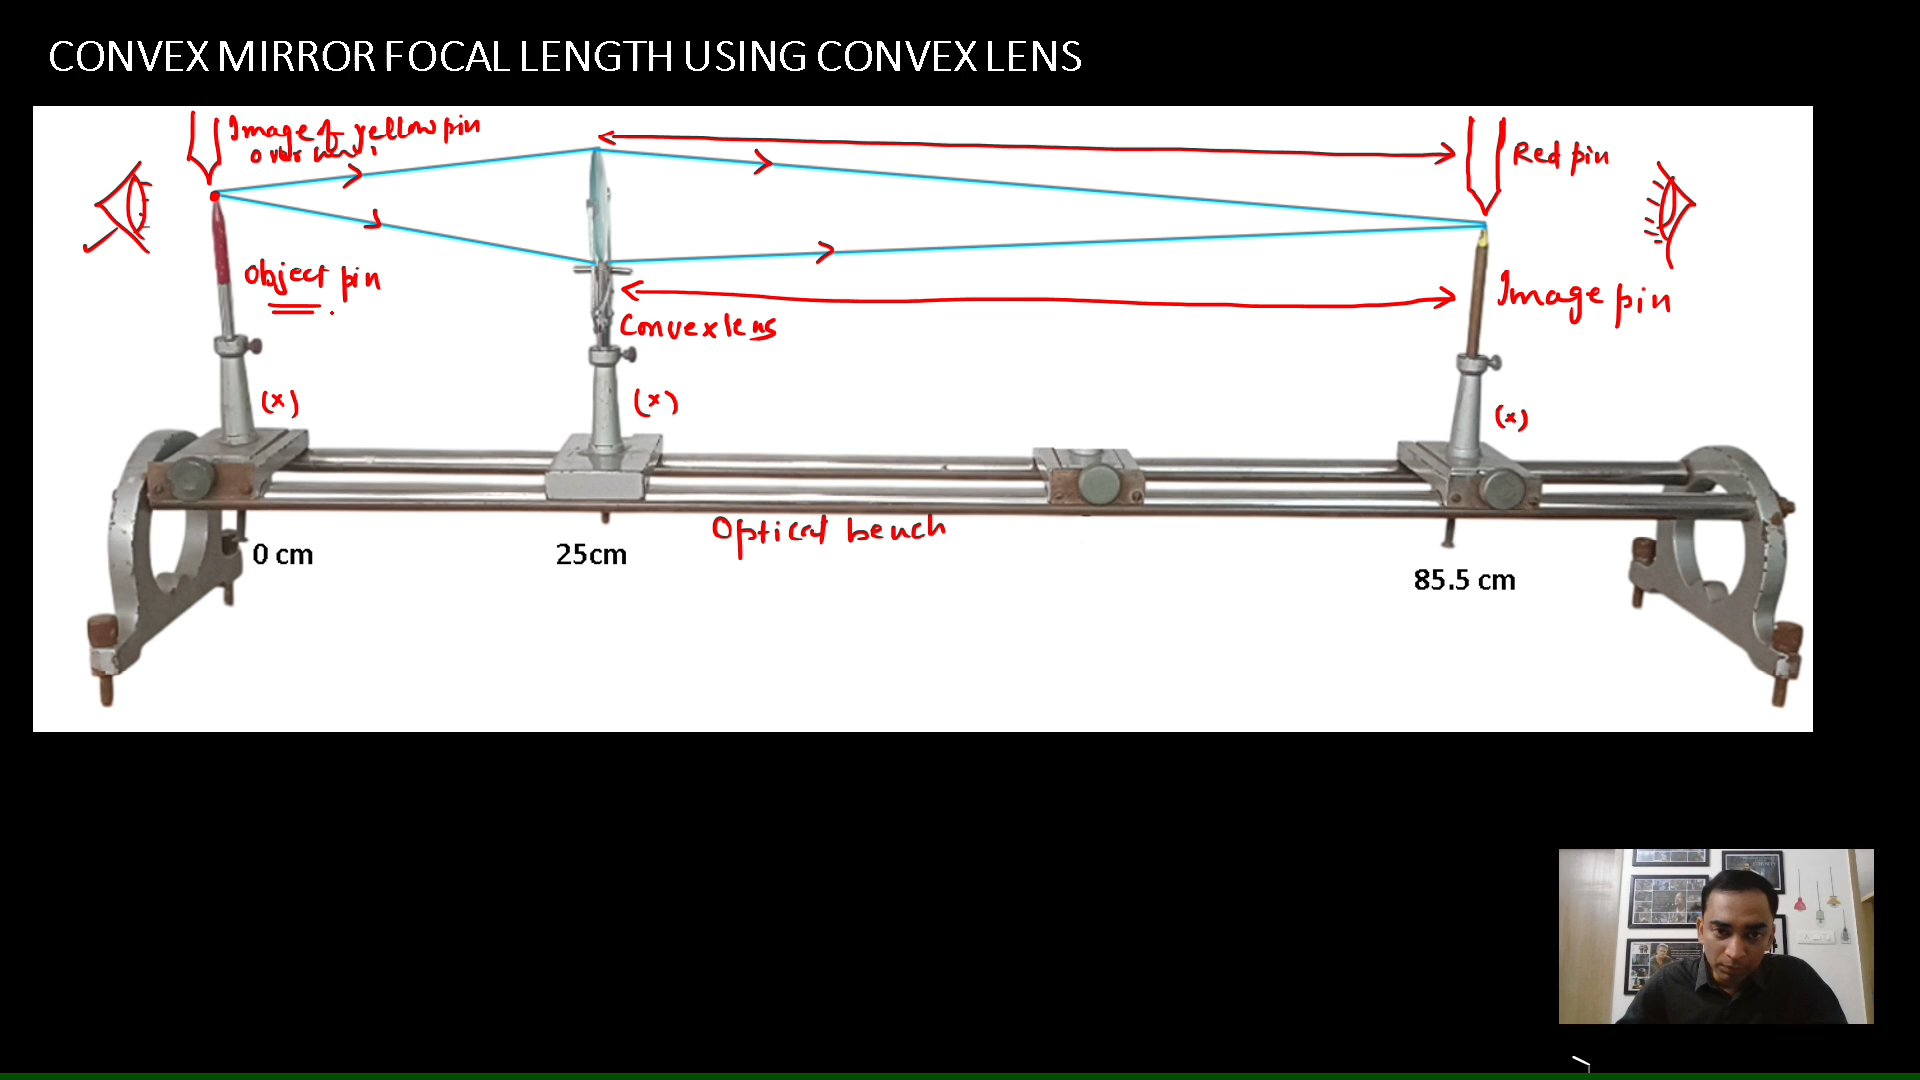 CONVEX MIRROR FOCAL LENGTH USING CONVEX LENS
Image of yellow pin
over
Red pin
Object pin
Image pin
Convex lens
(x)
(x)
(x)
Optical bench
0 cm
25cm
85.5 cm